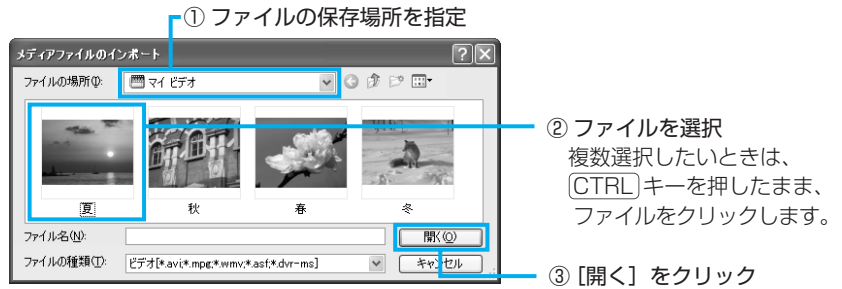 ① ファイルの保存場所を指定
メディアファイルのインポート
ファイルの場所(I):
マイ ビデオ
夏
秋
春
冬
ファイル名(N):
開く(O)
ファイルの種類(T):
ビデオ[*.avi;*.mpg;*.wmv;*.asf;*.dvr-ms]
キャンセル
② ファイルを選択
複数選択したいときは、
CTRLキーを押したまま、
ファイルをクリックします。
③［開く］をクリック